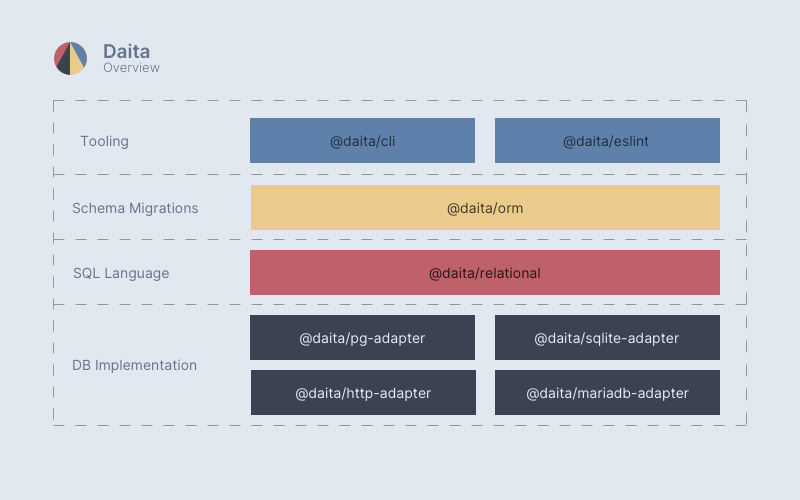 Daita
Overview
Tooling
@daita/cli
@daita/eslint
Schema Migrations
@daita/orm
SQL Language
@daita/relational
DB Implementation
@daita/pg-adapter
@daita/sqlite-adapter
@daita/http-adapter
@daita/mariadb-adapter